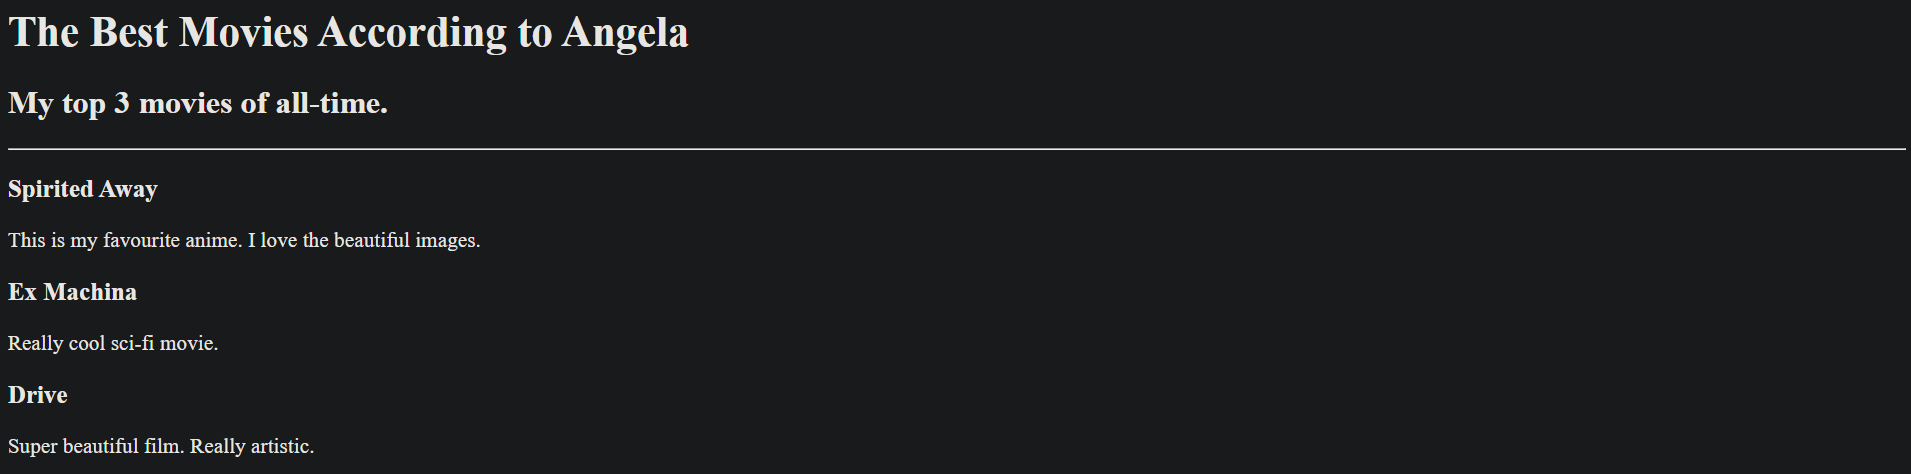 The Best Movies According to Angela
My top 3 movies of all-time.
Spirited Away
This is my favourite anime. I love the beautiful images.
Ex Machina
Really cool sci-fi movie.
Drive
Super beautiful film. Really artistic.